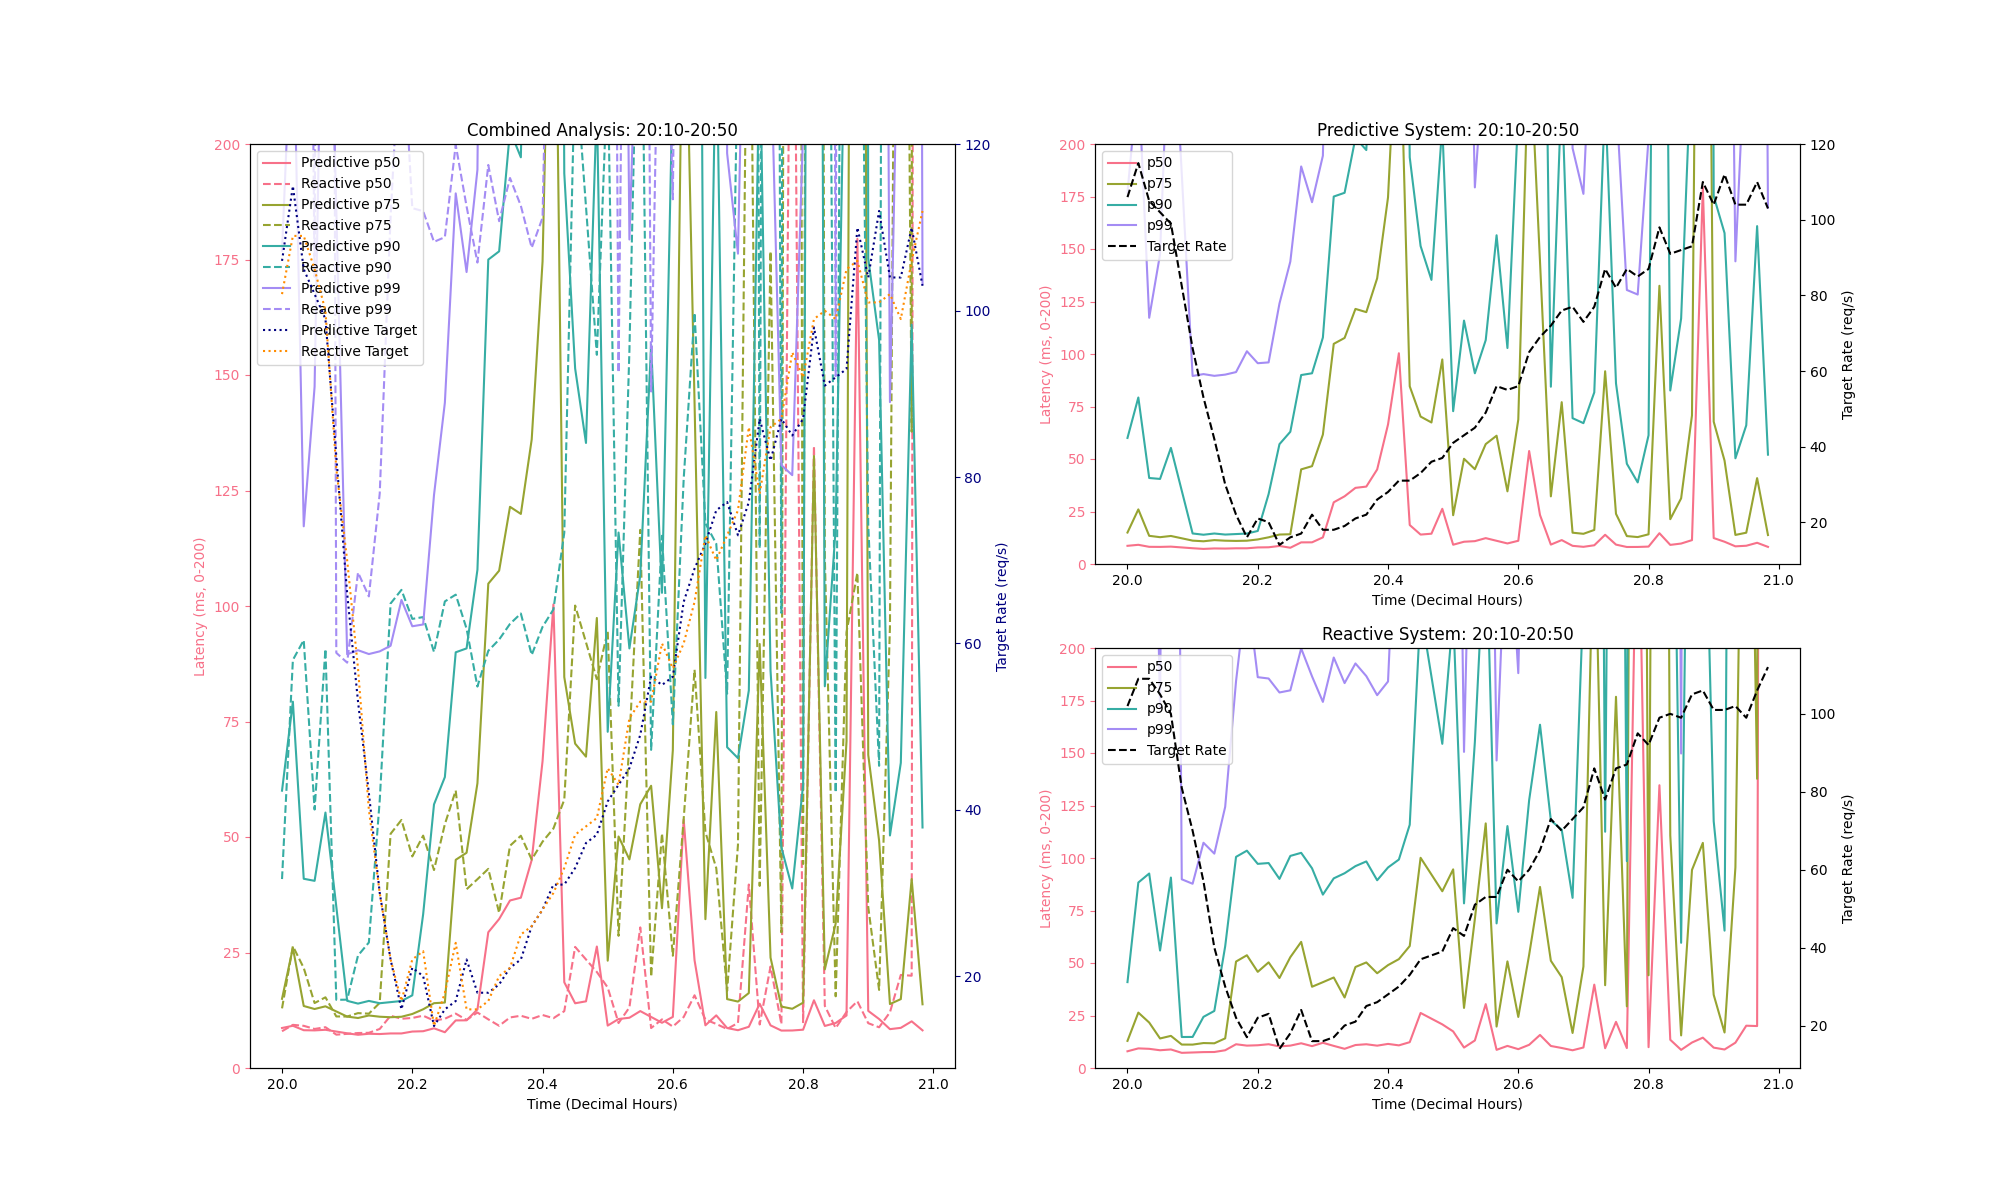 Combined Analysis: 20:10-20:50
Latency (ms, 0-200)
200
175
150
125
100
75
50
25
0
Predictive p50
Reactive p50
Predictive p75
Reactive p75
Predictive p90
Reactive p90
Predictive p99
Reactive p99
Predictive Target
Reactive Target
120
100
80
60
40
20
Target Rate (req/s)
20.0 20.2 20.4 20.6 20.8 21.0
Time (Decimal Hours)
Predictive System: 20:10-20:50
Latency (ms, 0-200)
200
175
150
125
100
75
50
25
0
p50
p75
p90
p99
Target Rate
120
100
80
60
40
20
Target Rate (req/s)
20.0 20.2 20.4 20.6 20.8 21.0
Time (Decimal Hours)
Reactive System: 20:10-20:50
Latency (ms, 0-200)
200
175
150
125
100
75
50
25
0
p50
p75
p90
p99
Target Rate
100
80
60
40
20
Target Rate (req/s)
20.0 20.2 20.4 20.6 20.8 21.0
Time (Decimal Hours)